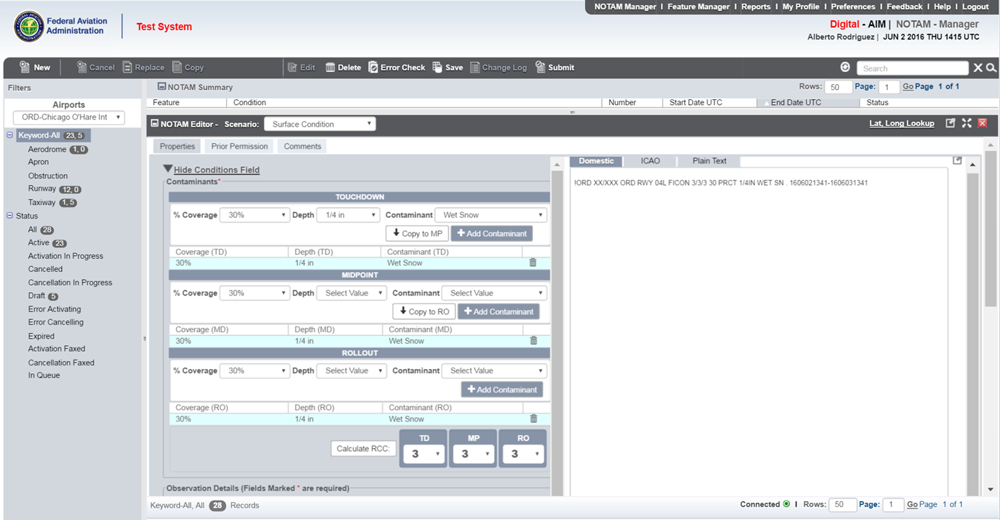 NOTAM Manager | Feature Manager | Reports | My Profile | Preferences | Feedback | Help | Logout
Federal Aviation
Administration
Test System
Digital - AIM | NOTAM - Manager
Alberto Rodriguez | JUN 2 2016 THU 1415 UTC
New Cancel Replace Copy Edit Delete Error Check Save Change Log Submit Search
Filters
NOTAM Summary Rows: 50 Page: 1 Go Page 1 of 1
Airports
ORD-Chicago O'Hare Int
Feature Condition Number Start Date UTC End Date UTC Status
NOTAM Editor - Scenario: Surface Condition Lat, Long Lookup
Keyword-All 23, 5
Aerodrome 1, 0
Apron
Obstruction
Runway 12, 0
Taxiway 1, 5
Status
All 28
Active 23
Activation In Progress
Cancelled
Cancellation In Progress
Draft 5
Error Activating
Error Cancelling
Expired
Activation Faxed
Cancellation Faxed
In Queue
Properties Prior Permission Comments
Hide Conditions Field
Contaminants*
TOUCHDOWN
% Coverage 30% Depth 1/4 in Contaminant Wet Snow
Copy to MP Add Contaminant
Coverage (TD) Depth (TD) Contaminant (TD)
30% 1/4 in Wet Snow
MIDPOINT
% Coverage 30% Depth Select Value Contaminant Select Value
Copy to RO Add Contaminant
Coverage (MD) Depth (MD) Contaminant (MD)
30% 1/4 in Wet Snow
ROLLOUT
% Coverage 30% Depth Select Value Contaminant Select Value
Add Contaminant
Coverage (RO) Depth (RO) Contaminant (RO)
30% 1/4 in Wet Snow
TD MP RO
Calculate RCC: 3 3 3
Observation Details (Fields Marked * are required)
Domestic ICAO Plain Text
!ORD XX/XXX ORD RWY 04L FICON 3/3/3 30 PRCT 1/4IN WET SN . 1606021341-1606031341
Keyword-All, All 28 Records
Connected | Rows: 50 Page: 1 Go Page 1 of 1